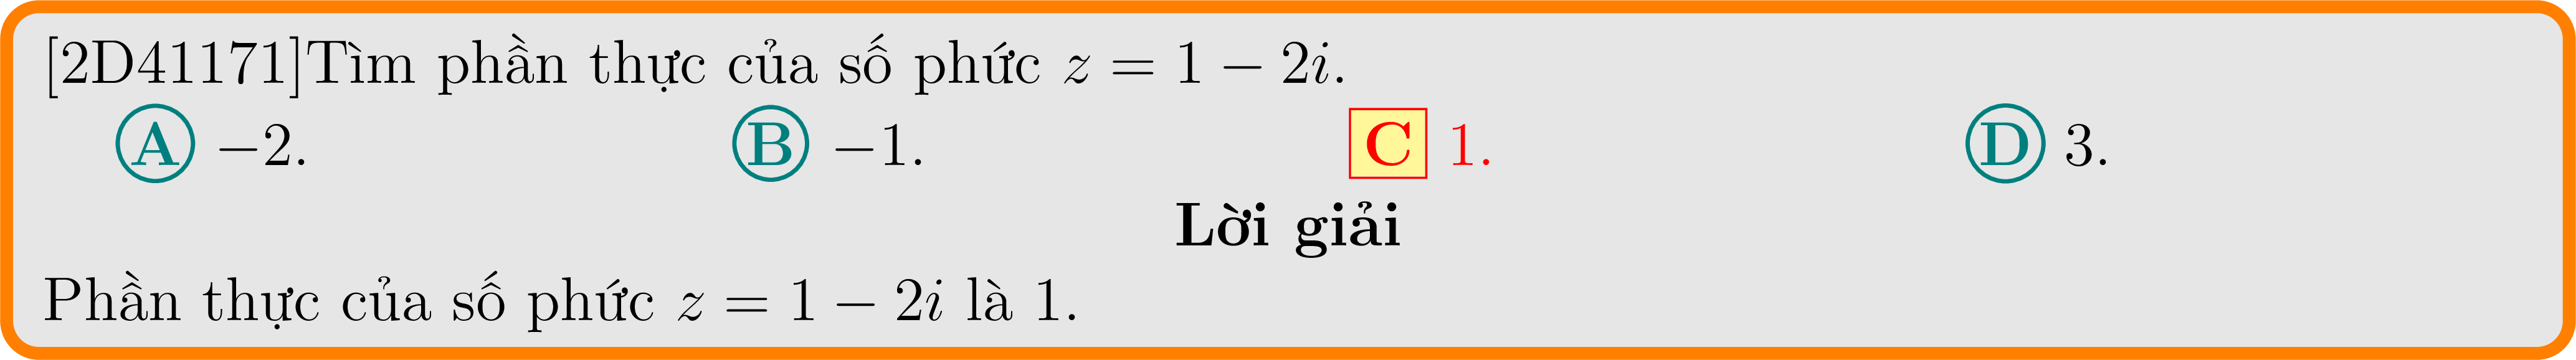 [2D41171]Tìm phần thực của số phức z = 1 − 2i.
A −2. B −1. C 1. D 3.
Lời giải
Phần thực của số phức z = 1 − 2i là 1.